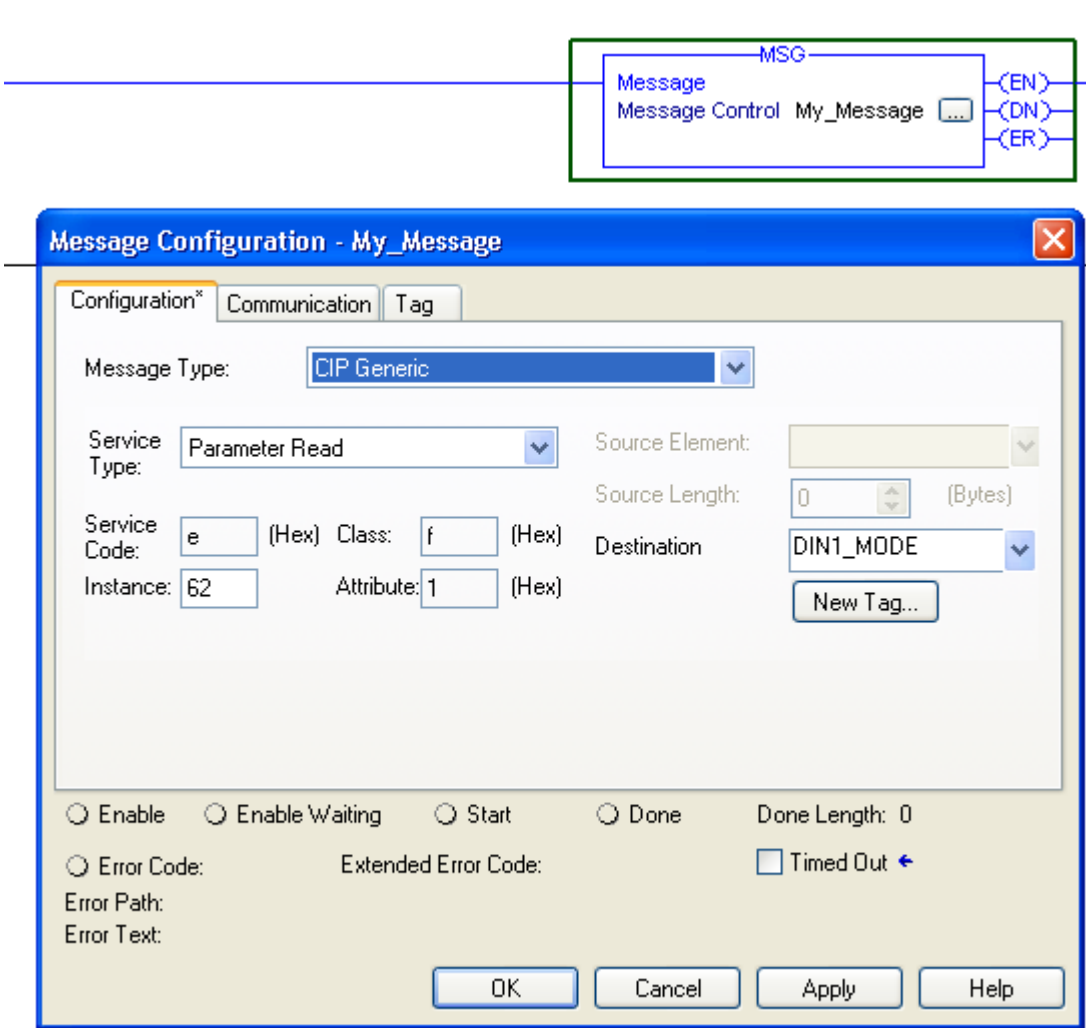 MSG
Message
Message Control My_Message ...
(EN)
(DN)
(ER)
Message Configuration - My_Message
Configuration* Communication Tag
Message Type: CIP Generic
Service Type: Parameter Read
Source Element:
Source Length: 0 (Bytes)
Service Code: e (Hex) Class: f (Hex)
Destination DIN1_MODE
Instance: 62 Attribute: 1 (Hex)
New Tag...
Enable Enable Waiting Start Done Done Length: 0
Error Code: Extended Error Code: Timed Out
Error Path:
Error Text:
OK Cancel Apply Help